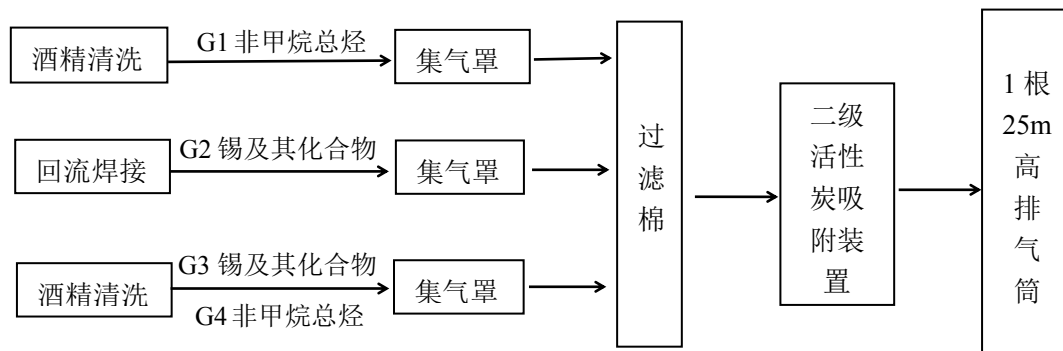 酒精清洗
G1 非甲烷总烃
集气罩
回流焊接
G2 锡及其化合物
集气罩
酒精清洗
G3 锡及其化合物
G4 非甲烷总烃
集气罩
过
滤
棉
二级
活性
炭吸
附装
置
1 根
25m
高
排
气
筒